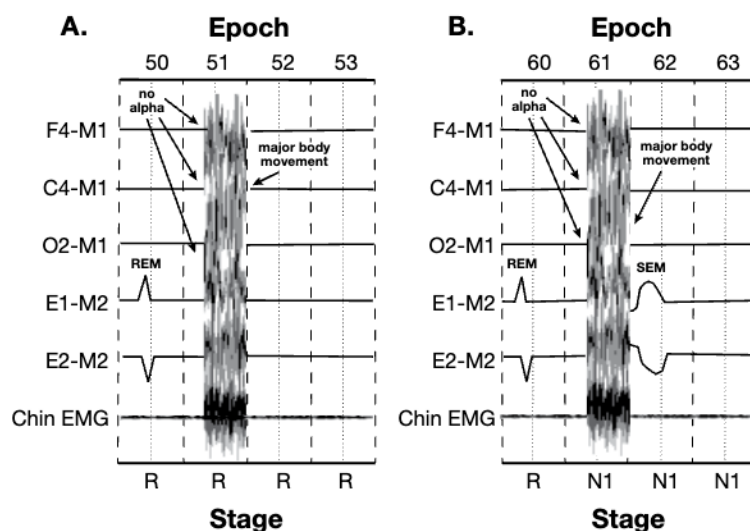 A.
Epoch
50 51 52 53
no
alpha
F4-M1
major body
movement
C4-M1
O2-M1
REM
E1-M2
E2-M2
Chin EMG
R R R R
Stage
B.
Epoch
60 61 62 63
no
alpha
F4-M1
major body
movement
C4-M1
O2-M1
REM SEM
E1-M2
E2-M2
Chin EMG
R N1 N1 N1
Stage